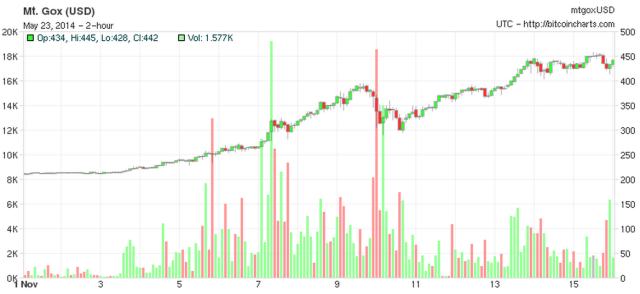 Mt. Gox (USD)
mtgoxUSD
May 23, 2014 - 2-hour
UTC - http://bitcoincharts.com
20K
500
Op:434, Hi:445, Lo:428, Cl:442
Vol: 1.577K
18K
450
16K
400
14K
350
12K
300
10K
250
8K
200
6K
150
4K
100
2K
50
0K
0
1 Nov
3
5
7
9
11
13
15